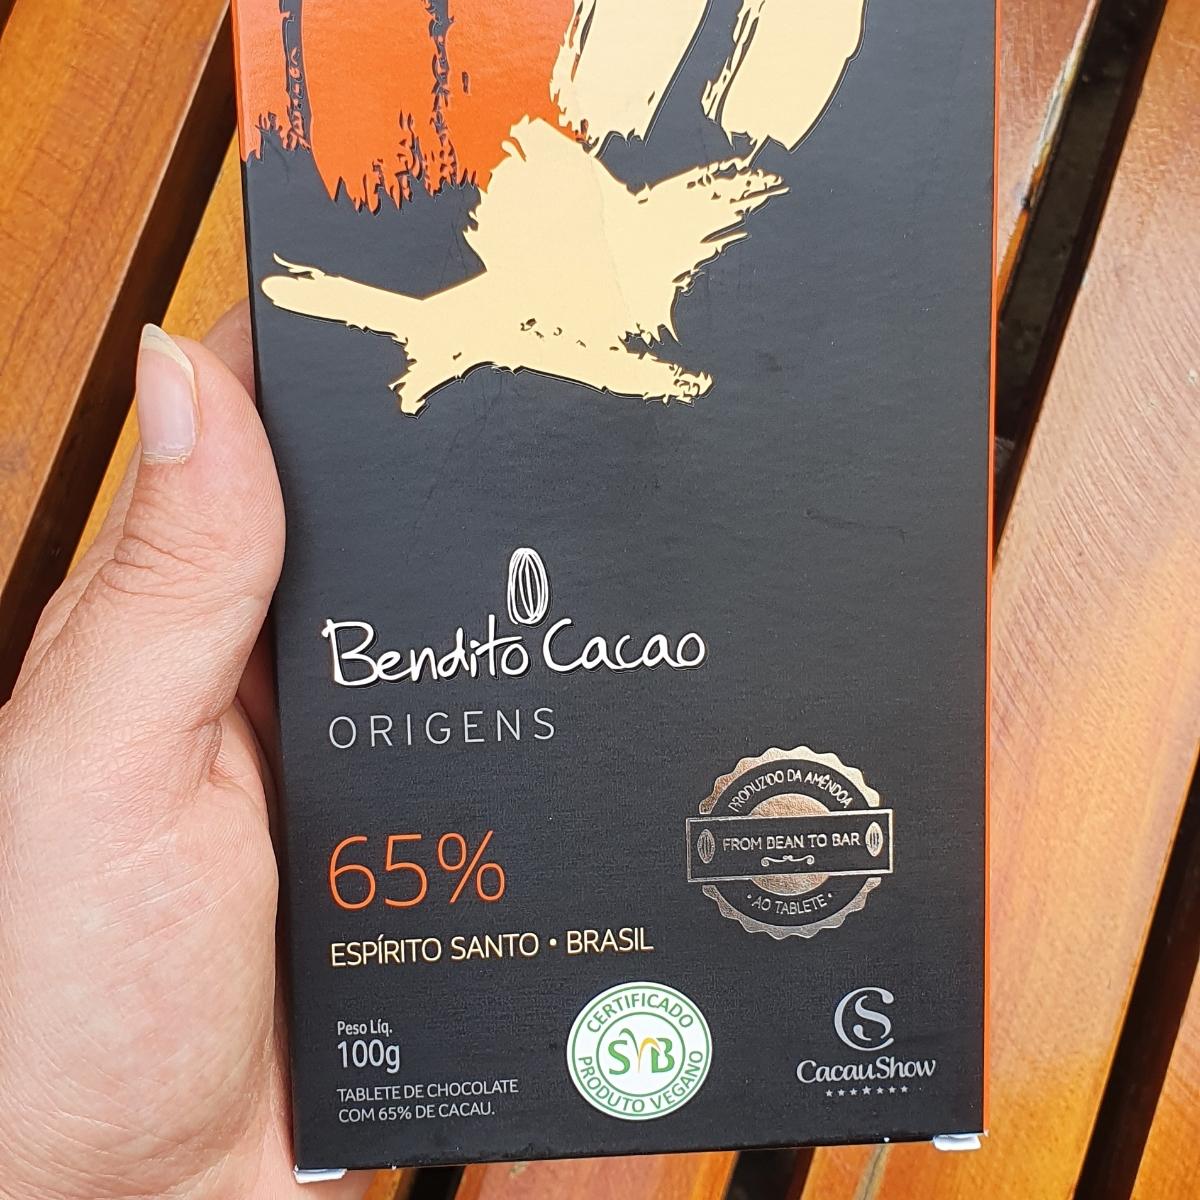 Bendito Cacao
ORIGENS
PRODUZIDO DA AMÊNDOA
FROM BEAN TO BAR
• AO TABLETE •
65%
ESPÍRITO SANTO • BRASIL
Peso Líq.
100g
TABLETE DE CHOCOLATE
COM 65% DE CACAU.
CERTIFICADO
SVB
PRODUTO VEGANO
CS
CacauShow